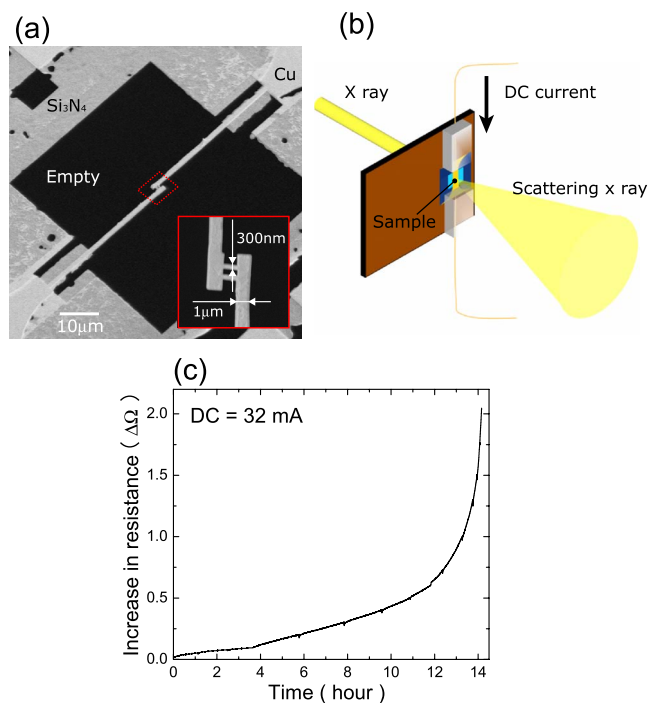 (a)
Cu
Si₃N₄
Empty
300nm
1μm
10μm
(b)
X ray
DC current
Scattering x ray
Sample
(c)
DC = 32 mA
Increase in resistance ( ΔΩ )
2.0
1.5
1.0
0.5
0.0
0 2 4 6 8 10 12 14
Time ( hour )